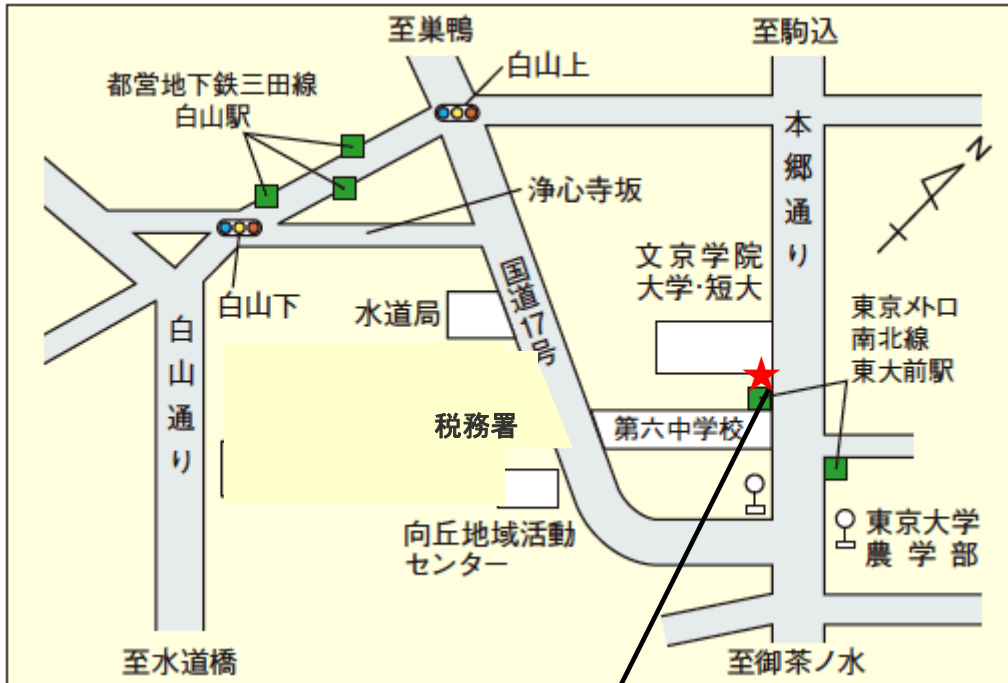 至巣鴨
至駒込
白山上
都営地下鉄三田線
白山駅
本郷通り
N
浄心寺坂
文京学院
大学・短大
国道17号
東京メトロ
南北線
東大前駅
白山下
水道局
白山通り
税務署
第六中学校
向丘地域活動
センター
東京大学
農学部
至水道橋
至御茶ノ水